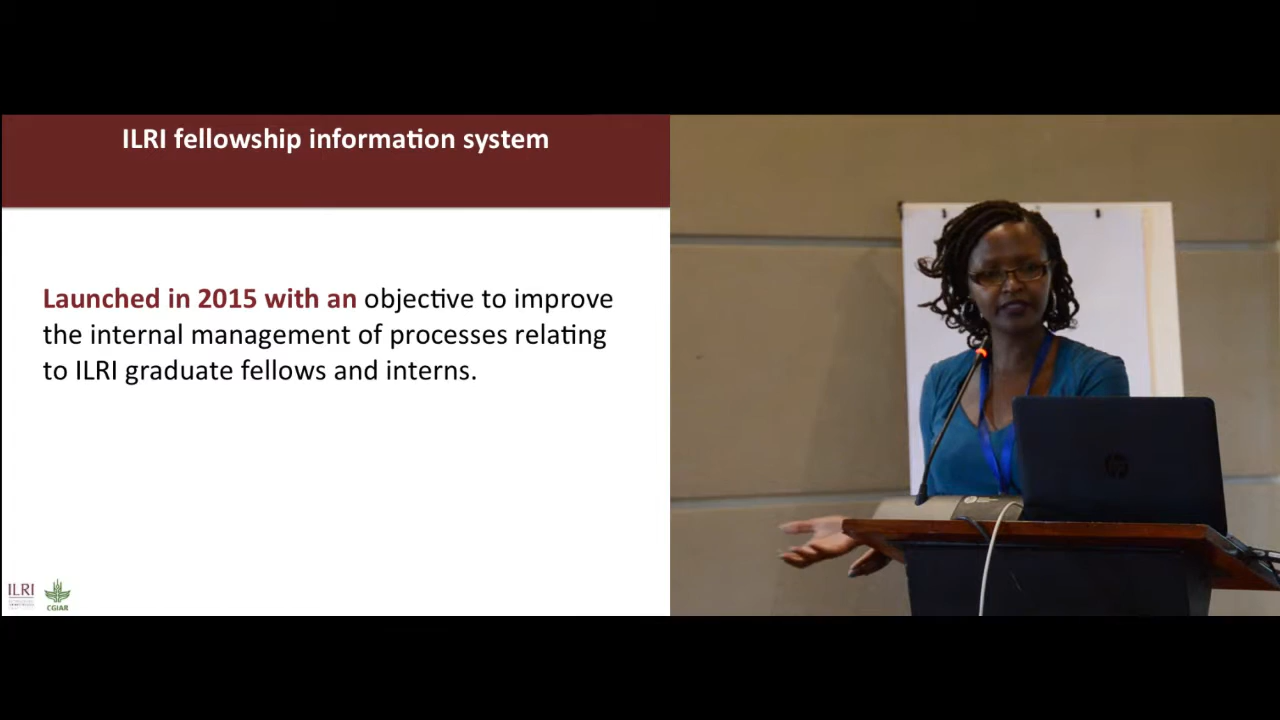 ILRI fellowship information system
Launched in 2015 with an objective to improve
the internal management of processes relating
to ILRI graduate fellows and interns.
ILRI
CGIAR
hp